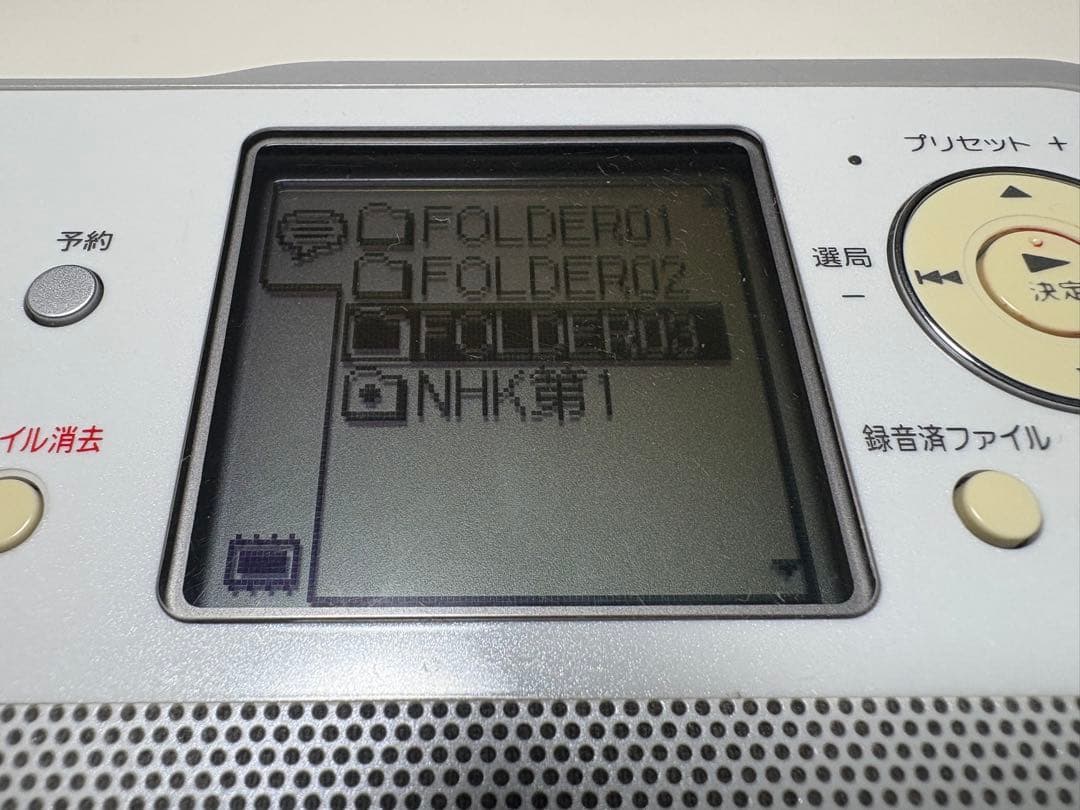 プリセット +
予約
選局
−
決定
FOLDER01
FOLDER02
FOLDER03
NHK第1
イル消去
録音済ファイル